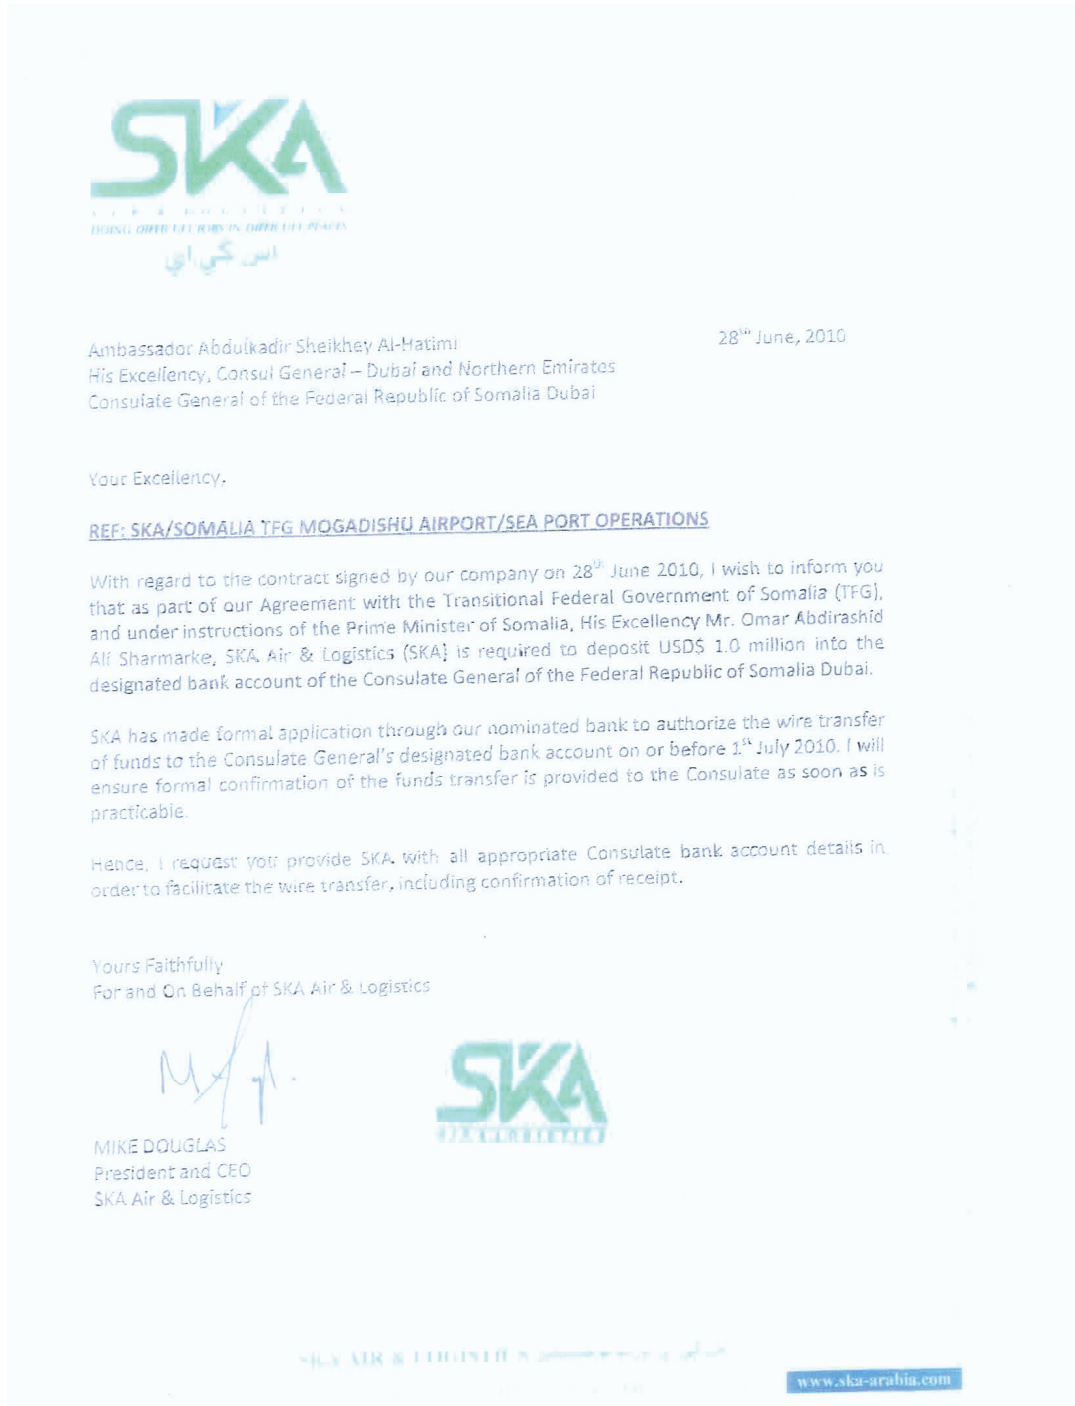 SKA
DOING DIFFICULT JOBS IN DIFFICULT PLACES
اس كي اي
28th June, 2010
Ambassador Abdulkadir Sheikhey Al-Hatimi
His Excellency, Consul General – Dubai and Northern Emirates
Consulate General of the Federal Republic of Somalia Dubai
Your Excellency,
REF: SKA/SOMALIA TFG MOGADISHU AIRPORT/SEA PORT OPERATIONS
With regard to the contract signed by our company on 28th June 2010, I wish to inform you
that as part of our Agreement with the Transitional Federal Government of Somalia (TFG),
and under instructions of the Prime Minister of Somalia, His Excellency Mr. Omar Abdirashid
Ali Sharmarke, SKA Air & Logistics (SKA) is required to deposit USD$ 1.0 million into the
designated bank account of the Consulate General of the Federal Republic of Somalia Dubai.
SKA has made formal application through our nominated bank to authorize the wire transfer
of funds to the Consulate General's designated bank account on or before 1st July 2010. I will
ensure formal confirmation of the funds transfer is provided to the Consulate as soon as is
practicable.
Hence, I request you provide SKA with all appropriate Consulate bank account details in
order to facilitate the wire transfer, including confirmation of receipt.
Yours Faithfully
For and On Behalf of SKA Air & Logistics
SKA
MIKE DOUGLAS
President and CEO
SKA Air & Logistics
SKA AIR & LOGISTICS
www.ska-arabia.com